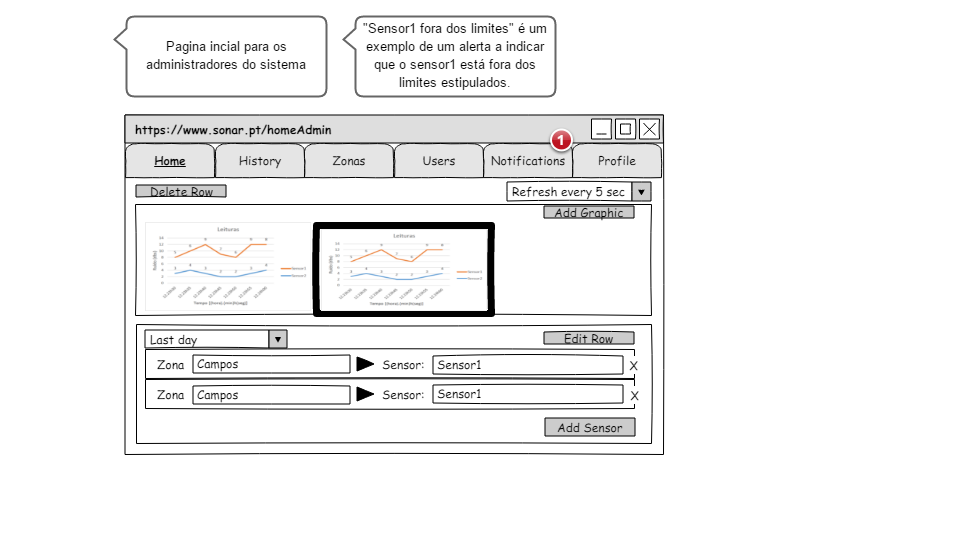 Pagina incial para os
administradores do sistema
"Sensor1 fora dos limites" é um
exemplo de um alerta a indicar
que o sensor1 está fora dos
limites estipulados.
https://www.sonar.pt/homeAdmin
1
Home History Zonas Users Notifications Profile
Delete Row Refresh every 5 sec
Add Graphic
Leituras
Leituras
Last day Edit Row
Zona Campos Sensor: Sensor1 X
Zona Campos Sensor: Sensor1 X
Add Sensor